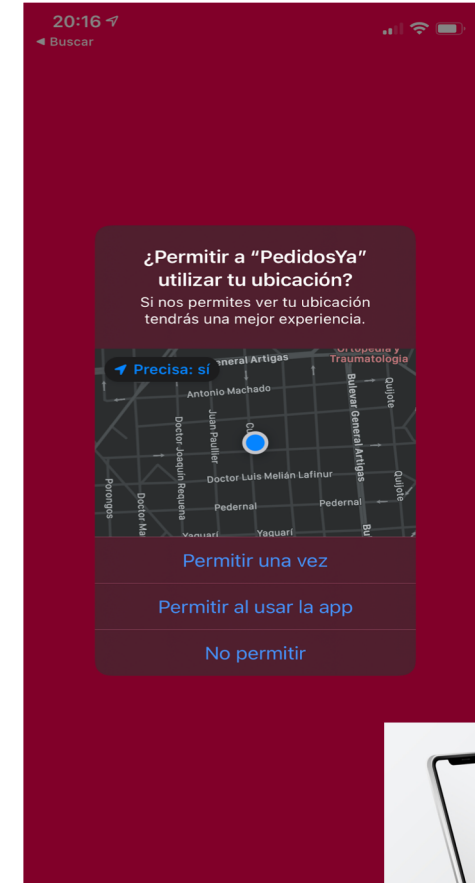 20:16
◀ Buscar
¿Permitir a “PedidosYa”
utilizar tu ubicación?
Si nos permites ver tu ubicación
tendrás una mejor experiencia.
Precisa: sí
General Artigas
Ortopedia y
Traumatología
Antonio Machado
Juan Paullier
Bulevar General Artigas
Quijote
Doctor Joaquín Requena
Doctor Luis Melián Lafinur
Porongos
Pedernal
Pedernal
Quijote
Yaguarí
Yaguarí
Permitir una vez
Permitir al usar la app
No permitir